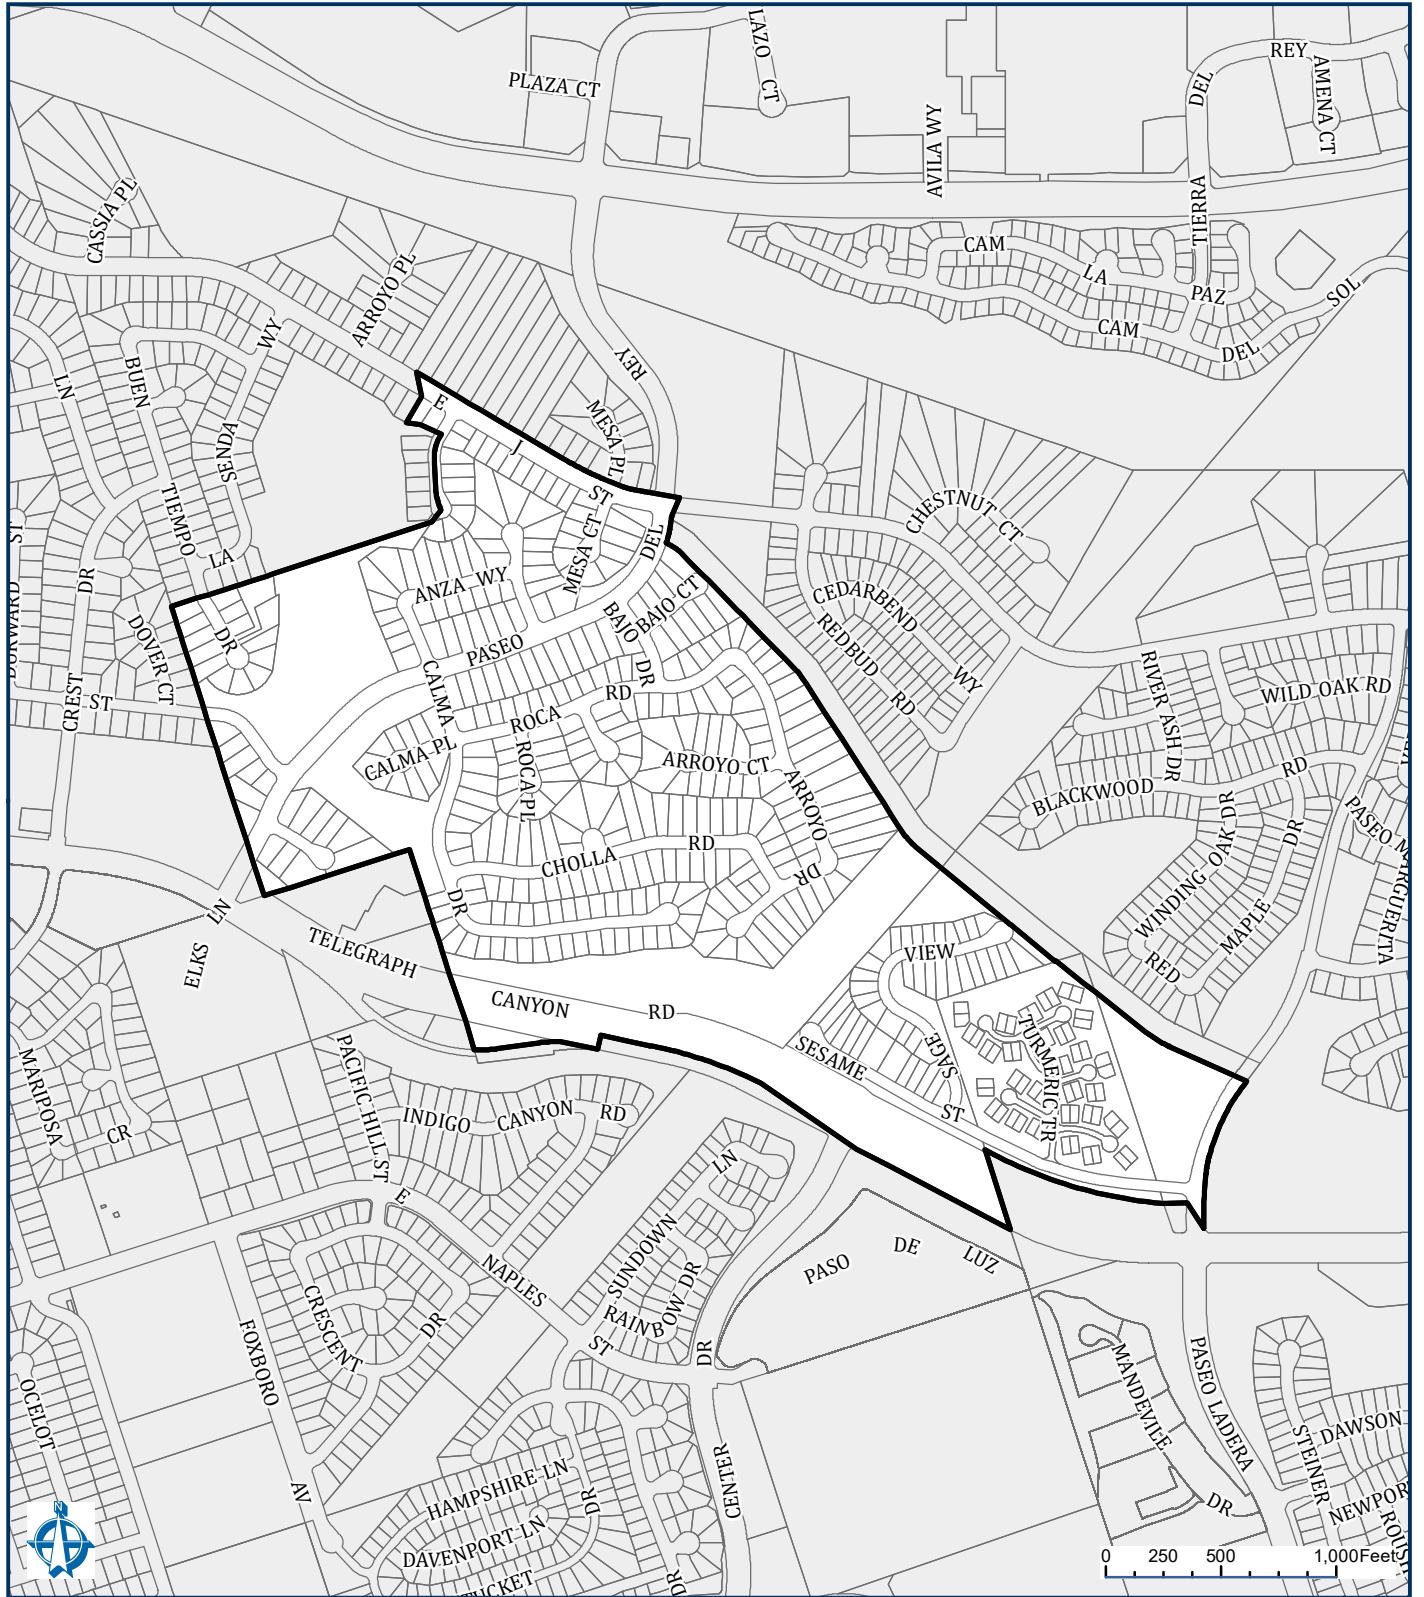 LAZO CT
PLAZA CT
AVILA WY
REY
DEL
AMENA CT
TIERRA
CASSIA PL
ARROYO PL
WY
CAM
LA
PAZ
CAM
DEL
SOL
REY
LN
BUEN
TIEMPO
SENDA
LA
DR
E
J
ST
MESA PL
MESA CT
DEL
ANZA WY
PASEO
BAJO CT
BAJO
DR
CHESTNUT CT
CEDARBEND
WY
REDBUD
RD
ST
DR
CREST
DOVER CT
ST
CALMA
ROCA
RD
CALMA PL
ROCA PL
ARROYO CT
ARROYO
DR
CHOLLA
RD
DR
RIVER ASH DR
WILD OAK RD
BLACKWOOD
RD
WINDING OAK DR
RED
MAPLE
DR
PASEO MARGUERITA
ELKS
LN
TELEGRAPH
CANYON
RD
VIEW
SAGE
SESAME
ST
TURMERIC TR
MARIPOSA
CR
PACIFIC HILL ST
INDIGO
CANYON
RD
E
NAPLES
ST
SUNDOWN
LN
RAINBOW DR
PASO
DE
LUZ
CRESCENT
DR
FOXBORO
AV
OCELOT
DR
CENTER
HAMPSHIRE LN
DAVENPORT LN
TUCKET
DR
DR
MANDEVILE
DR
PASEO LADERA
STEINER
DAWSON
NEWPOR
ROUSH
N
0 250 500 1,000Feet